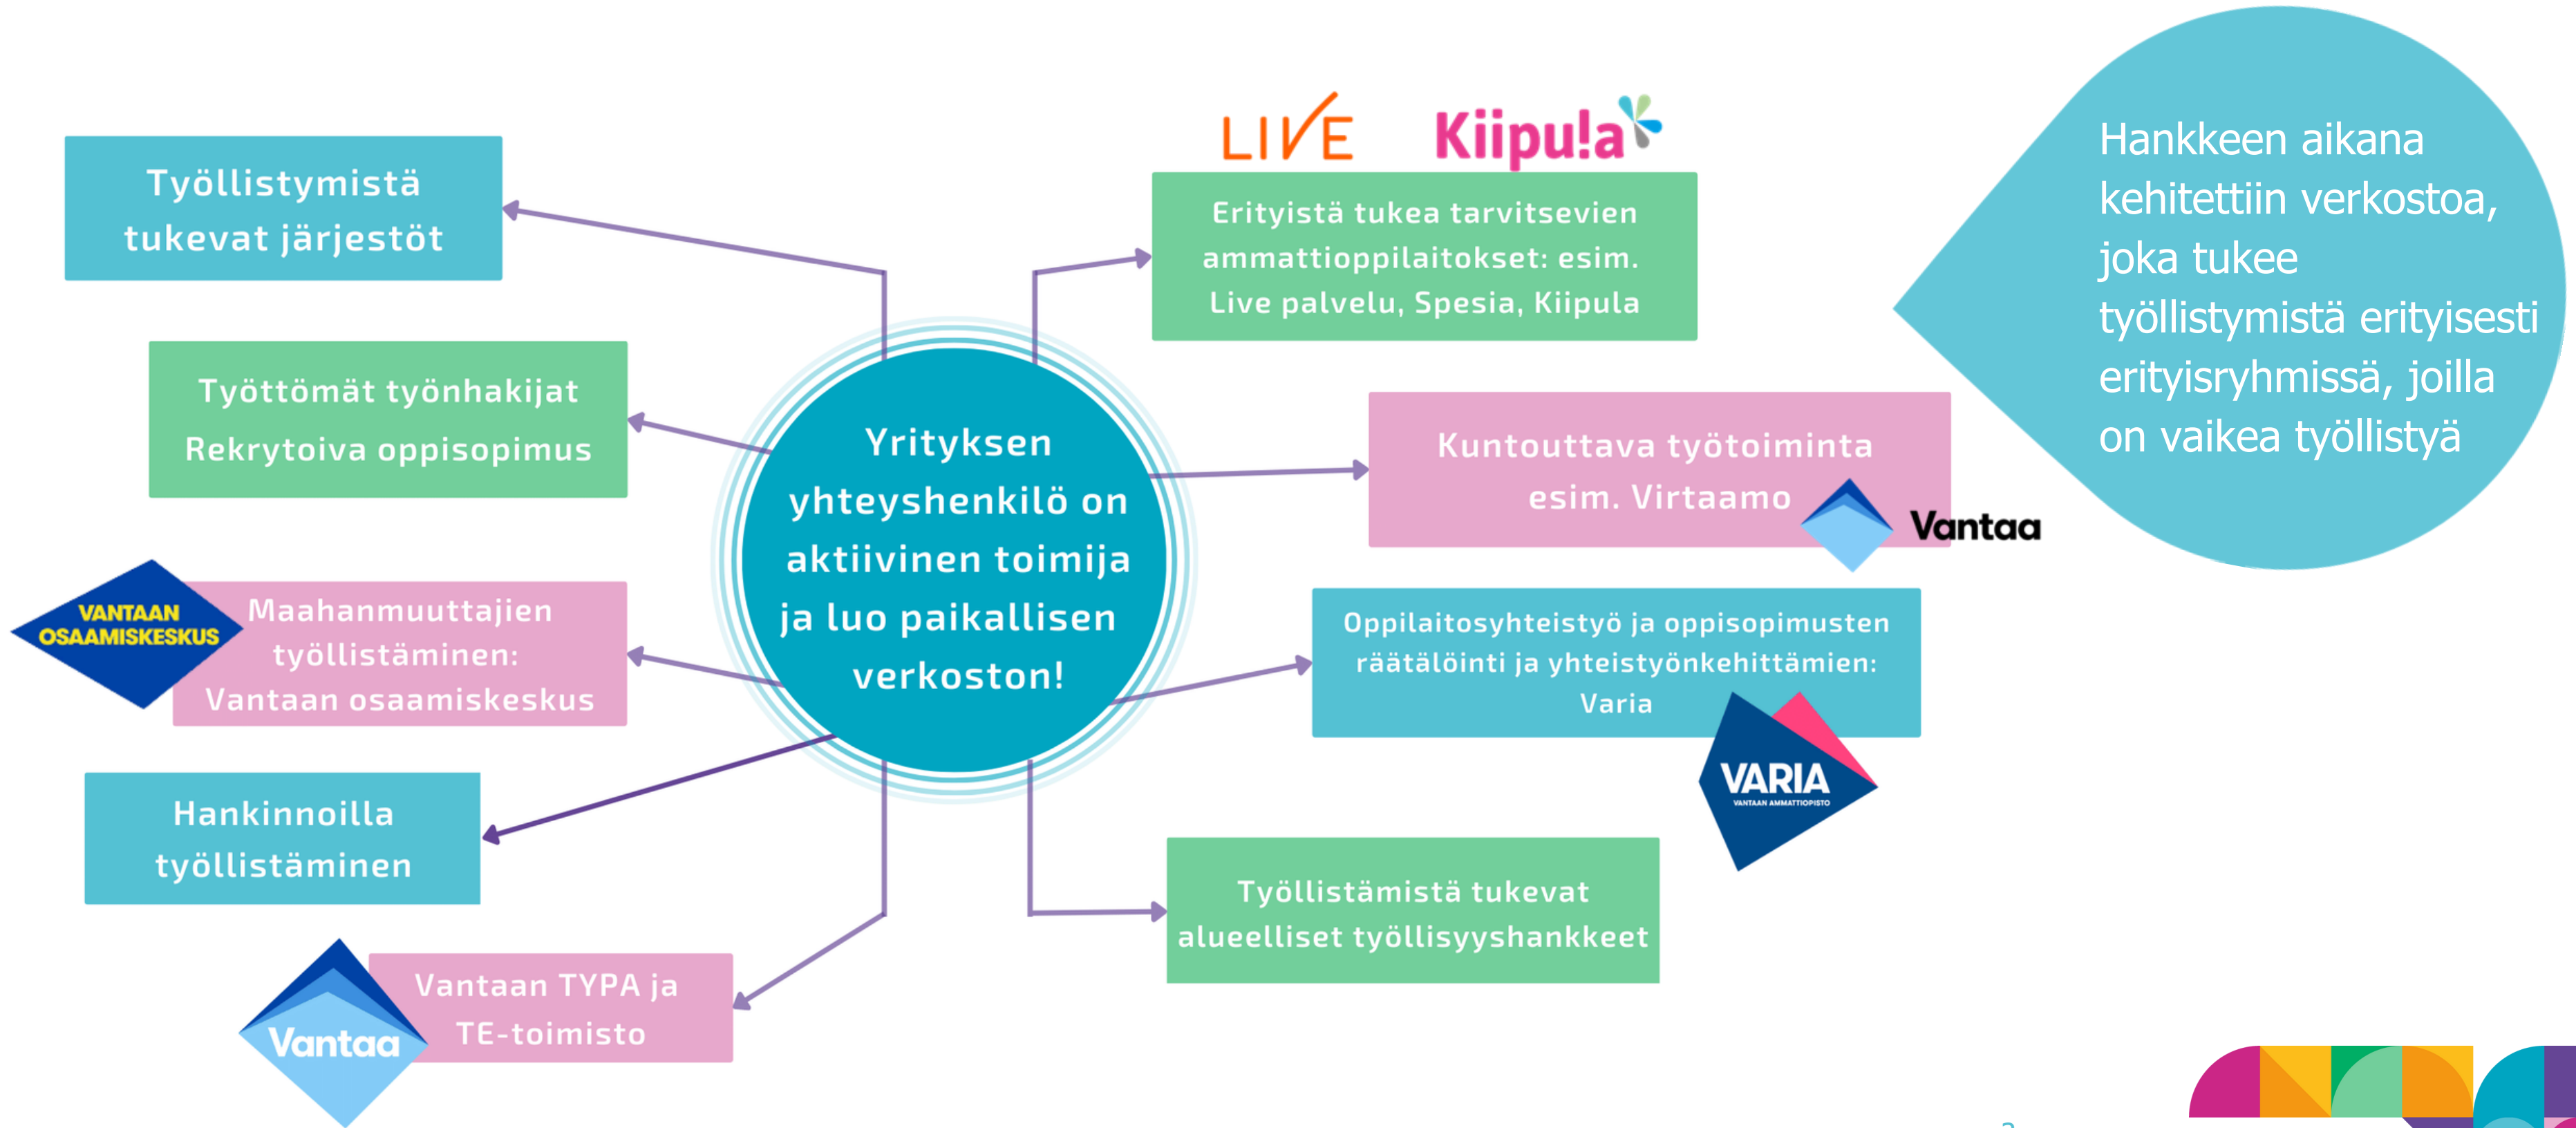 Työllistymistä
tukevat järjestöt
Työttömät työnhakijat
Rekrytoiva oppisopimus
VANTAAN
OSAAMISKESKUS
Maahanmuuttajien
työllistäminen:
Vantaan osaamiskeskus
Hankinnoilla
työllistäminen
Vantaa
Vantaan TYPA ja
TE-toimisto
Yrityksen
yhteyshenkilö on
aktiivinen toimija
ja luo paikallisen
verkoston!
LIVE
Kiipula
Erityistä tukea tarvitsevien
ammattioppilaitokset: esim.
Live palvelu, Spesia, Kiipula
Kuntouttava työtoiminta
esim. Virtaamo
Vantaa
Oppilaitosyhteistyö ja oppisopimusten
räätälöinti ja yhteistyönkehittämien:
Varia
VARIA
VANTAAN AMMATTIOPISTO
Työllistämistä tukevat
alueelliset työllisyyshankkeet
Hankkeen aikana
kehitettiin verkostoa,
joka tukee
työllistymistä erityisesti
erityisryhmissä, joilla
on vaikea työllistyä